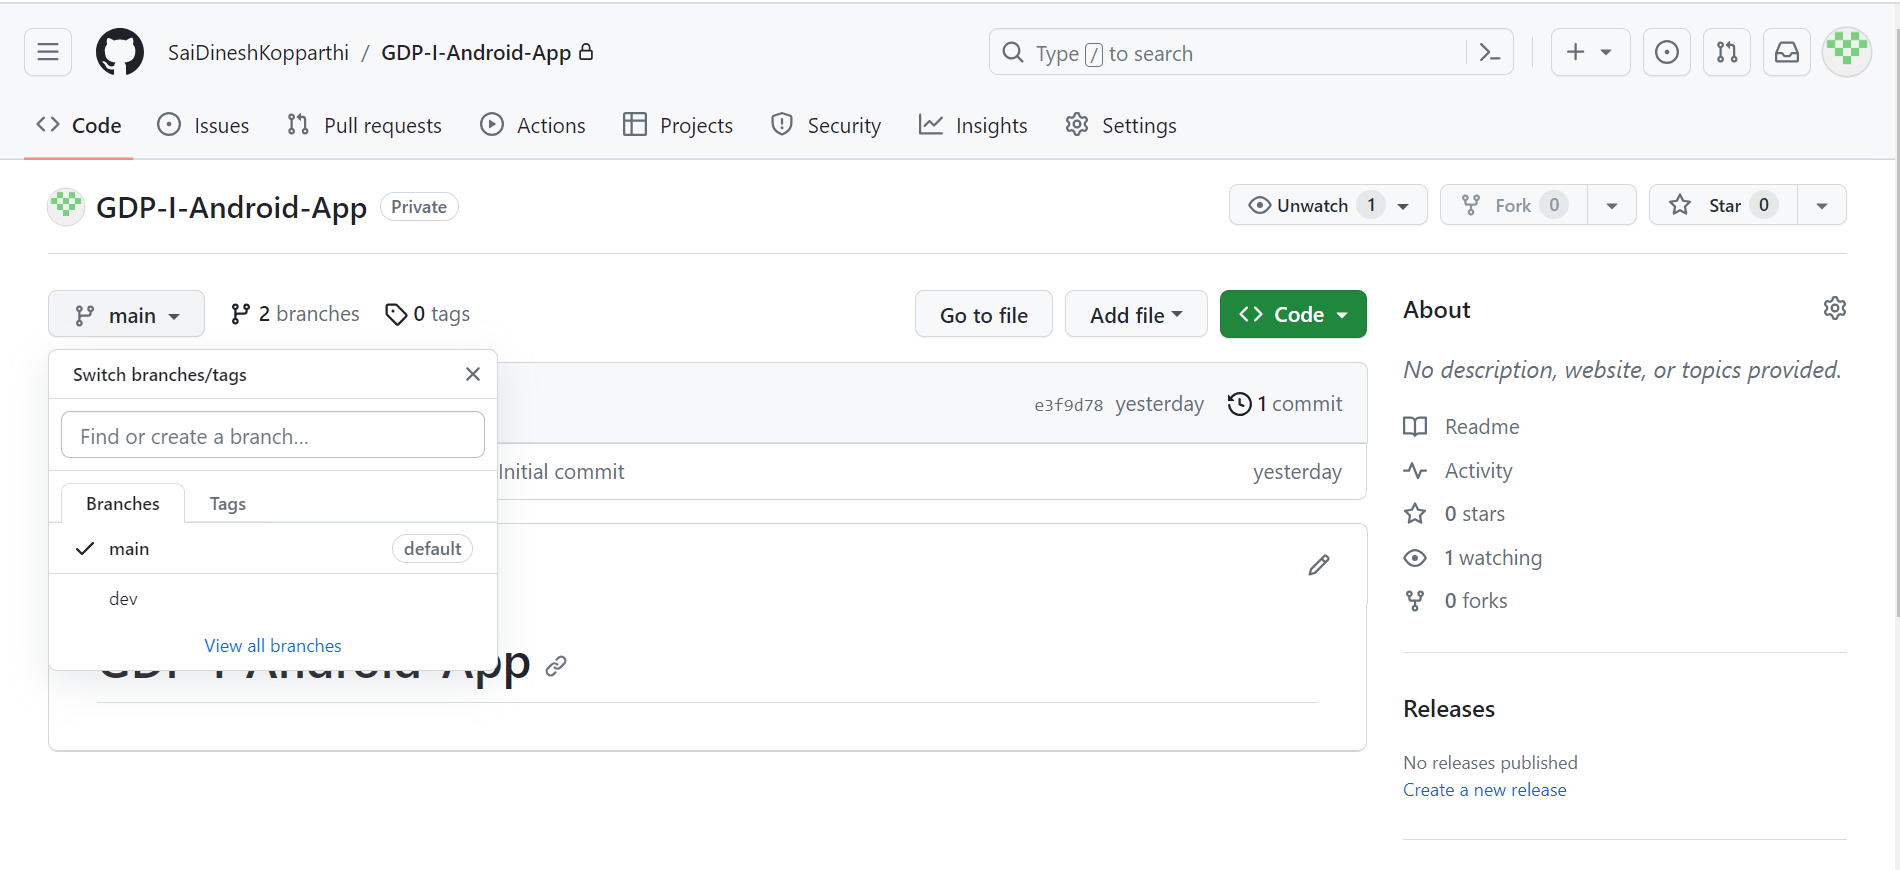 SaiDineshKopparthi / GDP-I-Android-App
Type / to search
Code Issues Pull requests Actions Projects Security Insights Settings
GDP-I-Android-App Private
Unwatch 1 Fork 0 Star 0
main 2 branches 0 tags
Go to file Add file Code
Switch branches/tags
Find or create a branch...
Branches Tags
main default
dev
View all branches
e3f9d78 yesterday 1 commit
Initial commit yesterday
GDP-I-Android-App
About
No description, website, or topics provided.
Readme
Activity
0 stars
1 watching
0 forks
Releases
No releases published
Create a new release